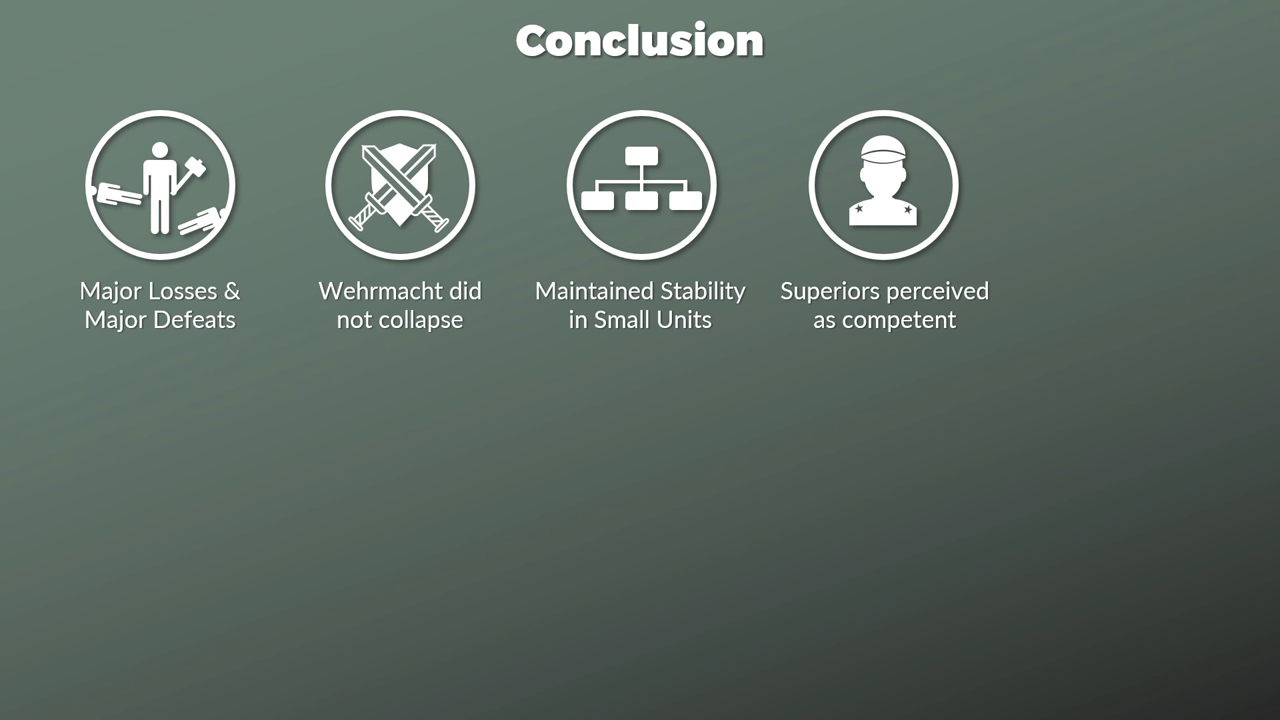 Conclusion
Major Losses &
Major Defeats
Wehrmacht did
not collapse
Maintained Stability
in Small Units
Superiors perceived
as competent